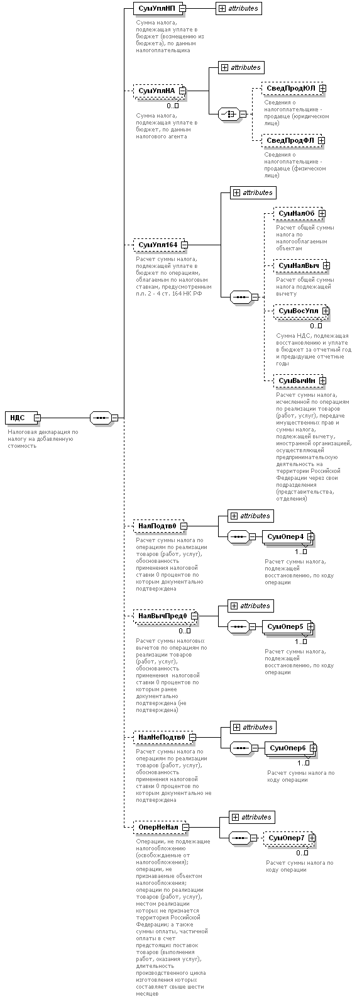 СумУплНП
attributes
Сумма налога,
подлежащая уплате в
бюджет (возмещению из
бюджета), по данным
налогоплательщика
attributes
СумУплНА
0..
Сумма налога,
подлежащая уплате в
бюджет, по данным
налогового агента
СведПродЮЛ
Сведения о
налогоплательщике -
продавце (юридическом
лице)
СведПродФЛ
Сведения о
налогоплательщике -
продавце (физическом
лице)
attributes
СумУпл164
Расчет суммы налога,
подлежащей уплате в
бюджет по операциям,
облагаемым по налоговым
ставкам, предусмотренным
п.п. 2 - 4 ст. 164 НК РФ
СумНалОб
Расчет общей суммы
налога по
налогооблагаемым
объектам
СумНалВыч
Расчет общей суммы
налога подлежащей
вычету
СумВосУпл
0..
Сумма НДС, подлежащая
восстановлению и уплате
в бюджет за отчетный год
и предыдущие отчетные
годы
СумВычИн
Расчет суммы налога,
исчисленной по операциям
по реализации товаров
(работ, услуг), передаче
имущественных прав и
суммы налога,
подлежащей вычету,
иностранной организацией,
осуществляющей
предпринимательскую
деятельность на
территории Российской
Федерации через свои
подразделения
(представительства,
отделения)
НДС
Налоговая декларация по
налогу на добавленную
стоимость
attributes
НалПодтв0
Расчет суммы налога по
операциям по реализации
товаров (работ, услуг),
обоснованность
применения налоговой
ставки 0 процентов по
которым документально
подтверждена
СумОпер4
1..
Расчет суммы налога,
подлежащей
восстановлению, по коду
операции
attributes
НалВычПред0
0..
Расчет суммы налоговых
вычетов по операциям по
реализации товаров
(работ, услуг),
обоснованность
применения налоговой
ставки 0 процентов по
которым ранее
документально
подтверждена (не
подтверждена)
СумОпер5
1..
Расчет суммы налога,
подлежащей
восстановлению, по коду
операции
attributes
НалНеПодтв0
Расчет суммы налога по
операциям по реализации
товаров (работ, услуг),
обоснованность
применения налоговой
ставки 0 процентов по
которым документально не
подтверждена
СумОпер6
1..
Расчет суммы налога по
коду операции
attributes
ОперНеНал
Операции, не подлежащие
налогообложению
(освобождаемые от
налогообложения);
операции, не
признаваемые объектом
налогообложения;
операции по реализации
товаров (работ, услуг),
местом реализации
которых не признается
территория Российской
Федерации; а также
суммы оплаты, частичной
оплаты в счет
предстоящих поставок
товаров (выполнения
работ, оказания услуг),
длительность
производственного цикла
изготовления которых
составляет свыше шести
месяцев
СумОпер7
0..
Расчет суммы налога по
коду операции